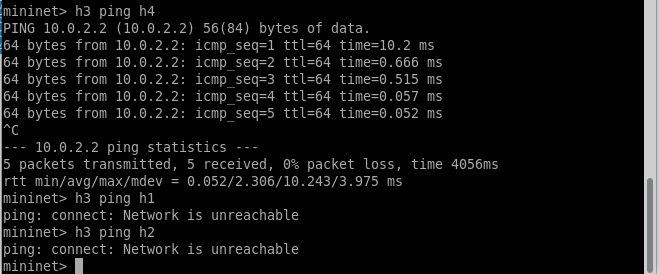 mininet> h3 ping h4
PING 10.0.2.2 (10.0.2.2) 56(84) bytes of data.
64 bytes from 10.0.2.2: icmp_seq=1 ttl=64 time=10.2 ms
64 bytes from 10.0.2.2: icmp_seq=2 ttl=64 time=0.666 ms
64 bytes from 10.0.2.2: icmp_seq=3 ttl=64 time=0.515 ms
64 bytes from 10.0.2.2: icmp_seq=4 ttl=64 time=0.057 ms
64 bytes from 10.0.2.2: icmp_seq=5 ttl=64 time=0.052 ms
^C
--- 10.0.2.2 ping statistics ---
5 packets transmitted, 5 received, 0% packet loss, time 4056ms
rtt min/avg/max/mdev = 0.052/2.306/10.243/3.975 ms
mininet> h3 ping h1
ping: connect: Network is unreachable
mininet> h3 ping h2
ping: connect: Network is unreachable
mininet>